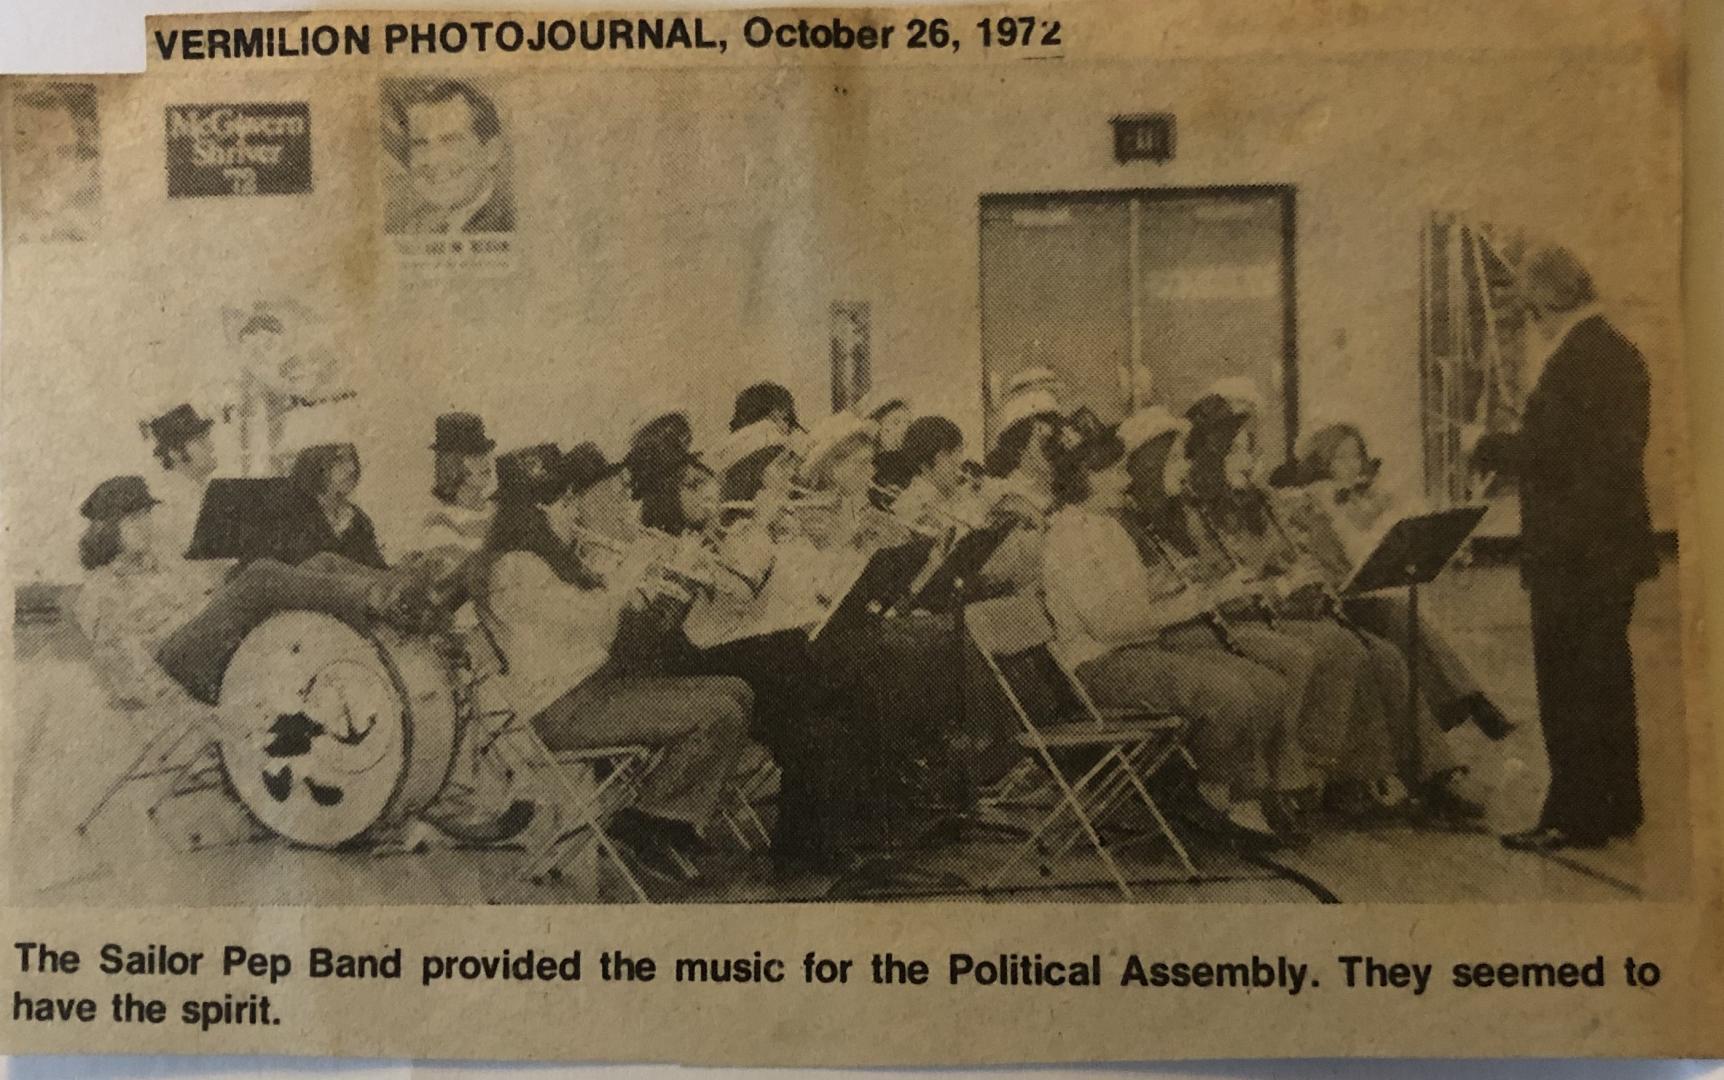 VERMILION PHOTOJOURNAL, October 26, 1972
McGovern
Shriver
'72
The Sailor Pep Band provided the music for the Political Assembly. They seemed to
have the spirit.